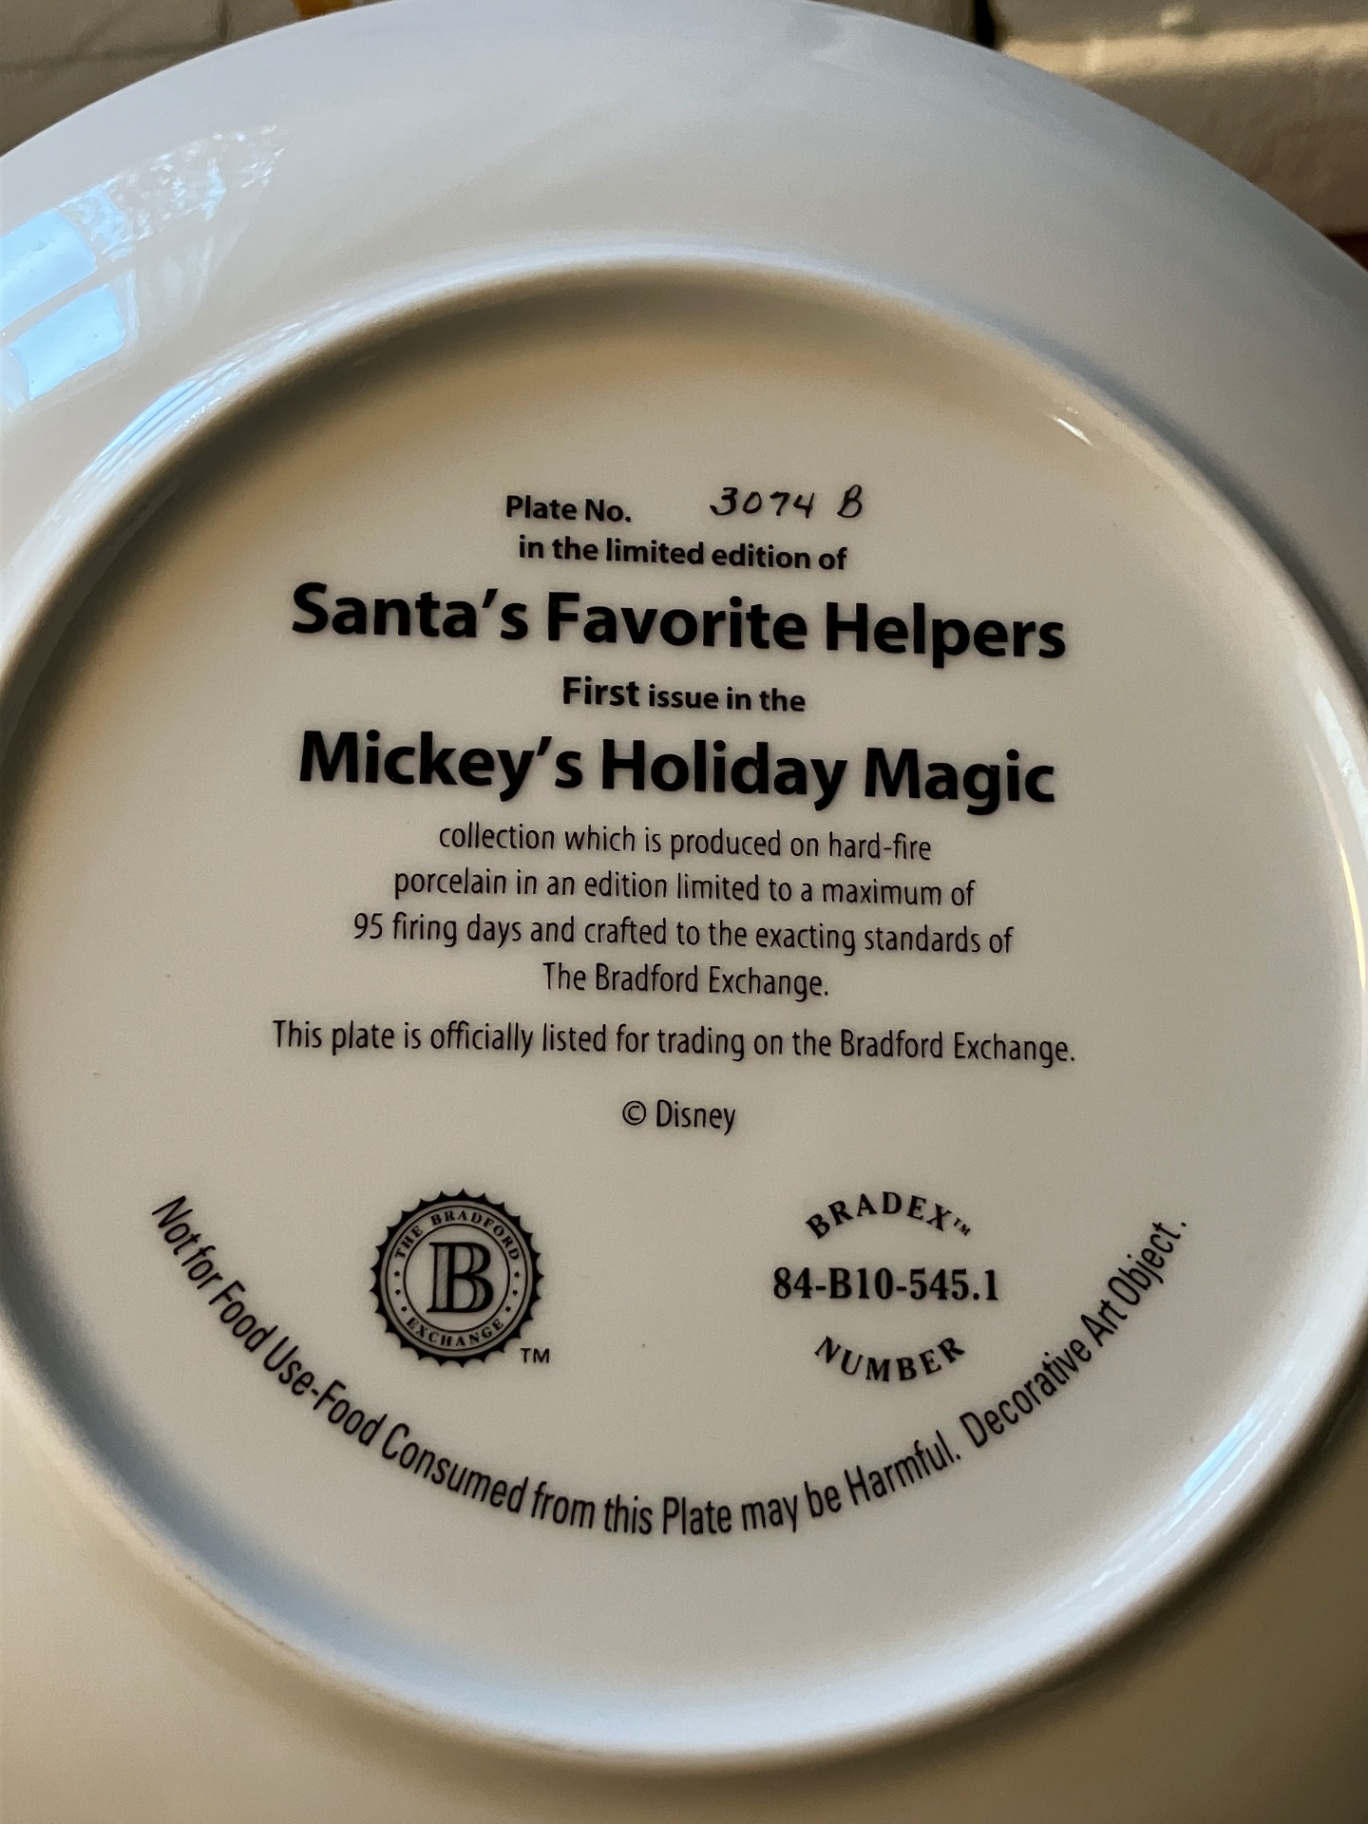 Plate No. 3074 B
in the limited edition of
Santa's Favorite Helpers
First issue in the
Mickey's Holiday Magic
collection which is produced on hard-fire
porcelain in an edition limited to a maximum of
95 firing days and crafted to the exacting standards of
The Bradford Exchange.
This plate is officially listed for trading on the Bradford Exchange.
© Disney
THE BRADFORD
B
EXCHANGE
TM
BRADEX™
84-B10-545.1
NUMBER
Not for Food Use-Food Consumed from this Plate may be Harmful. Decorative Art Object.